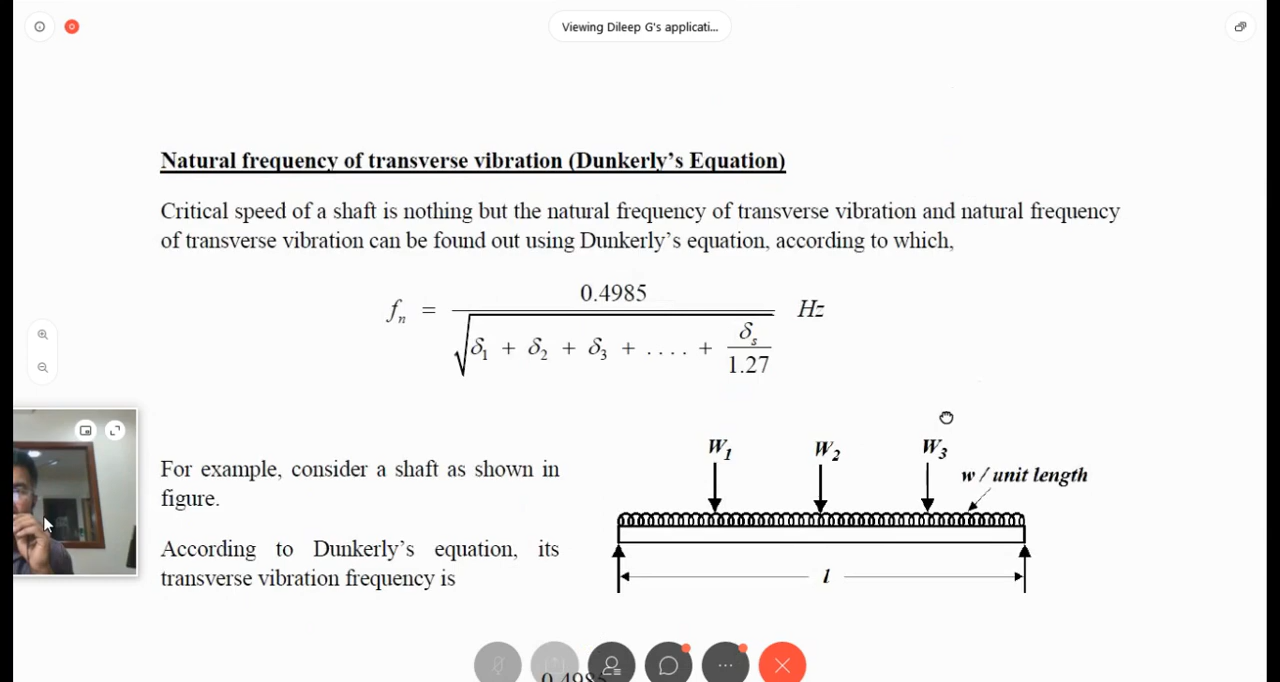 Viewing Dileep G's applicati...
Natural frequency of transverse vibration (Dunkerly's Equation)
Critical speed of a shaft is nothing but the natural frequency of transverse vibration and natural frequency
of transverse vibration can be found out using Dunkerly's equation, according to which,
fₙ = 0.4985 / √(δ₁ + δ₂ + δ₃ + .... + δₛ/1.27) Hz
For example, consider a shaft as shown in
figure.
According to Dunkerly's equation, its
transverse vibration frequency is
W₁ W₂ W₃
w / unit length
l
0.4985